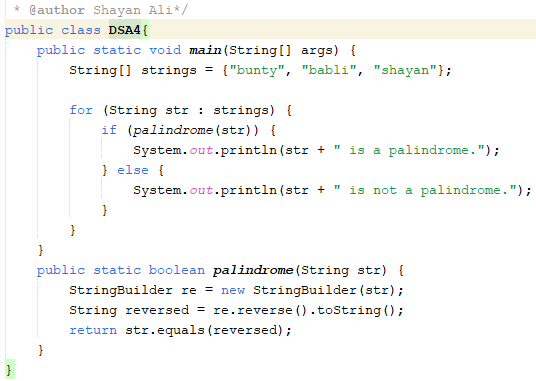 * @author Shayan Ali*/
public class DSA4{
    public static void main(String[] args) {
        String[] strings = {"bunty", "babli", "shayan"};

        for (String str : strings) {
            if (palindrome(str)) {
                System.out.println(str + " is a palindrome.");
            } else {
                System.out.println(str + " is not a palindrome.");
            }
        }
    }
    public static boolean palindrome(String str) {
        StringBuilder re = new StringBuilder(str);
        String reversed = re.reverse().toString();
        return str.equals(reversed);
    }
}